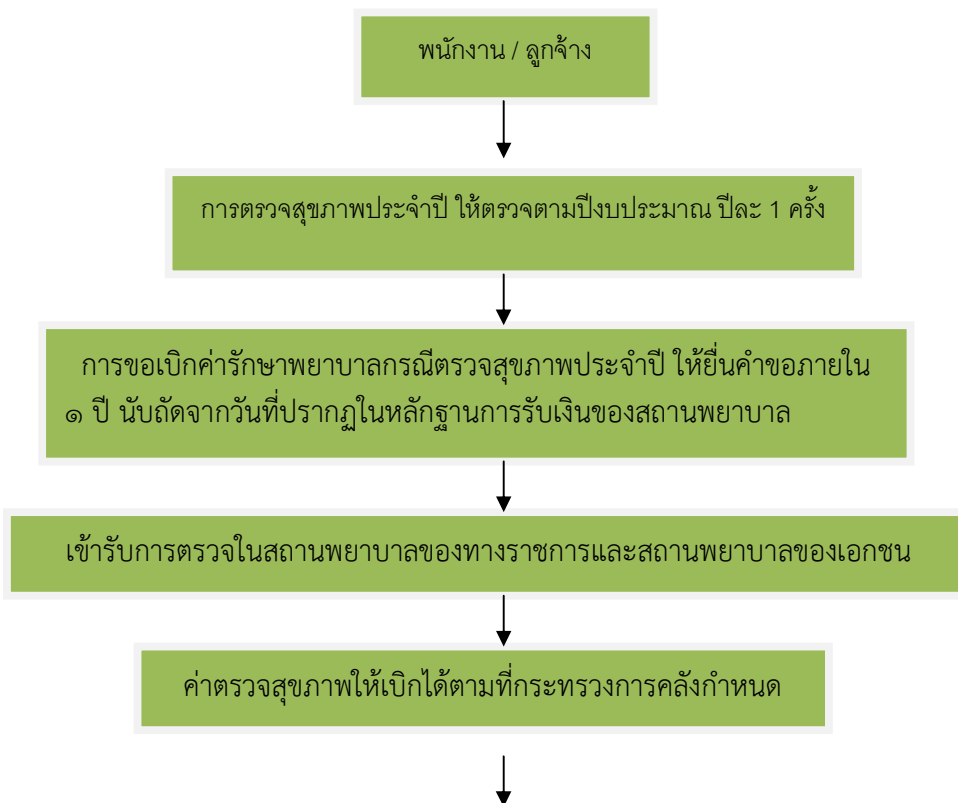 พนักงาน / ลูกจ้าง
การตรวจสุขภาพประจำปี ให้ตรวจตามปีงบประมาณ ปีละ 1 ครั้ง
การขอเบิกค่ารักษาพยาบาลกรณีตรวจสุขภาพประจำปี ให้ยื่นคำขอภายใน
๑ ปี นับถัดจากวันที่ปรากฏในหลักฐานการรับเงินของสถานพยาบาล
เข้ารับการตรวจในสถานพยาบาลของทางราชการและสถานพยาบาลของเอกชน
ค่าตรวจสุขภาพให้เบิกได้ตามที่กระทรวงการคลังกำหนด